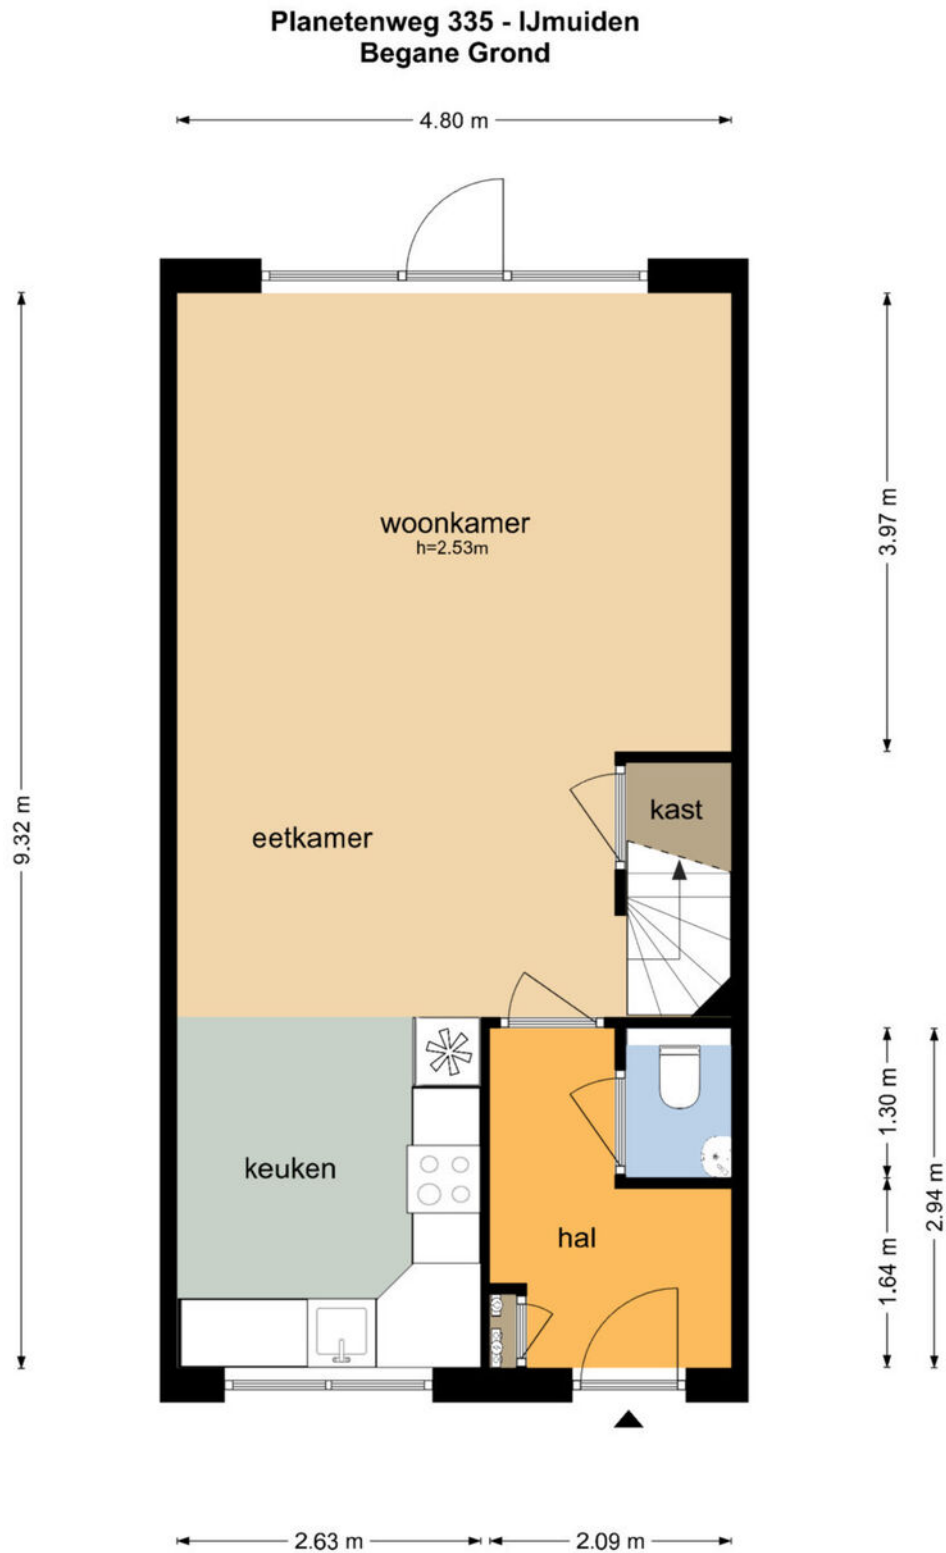 Planetenweg 335 - IJmuiden
Begane Grond
4.80 m
woonkamer
h=2.53m
3.97 m
9.32 m
kast
eetkamer
keuken
hal
1.30 m
2.94 m
1.64 m
2.63 m
2.09 m